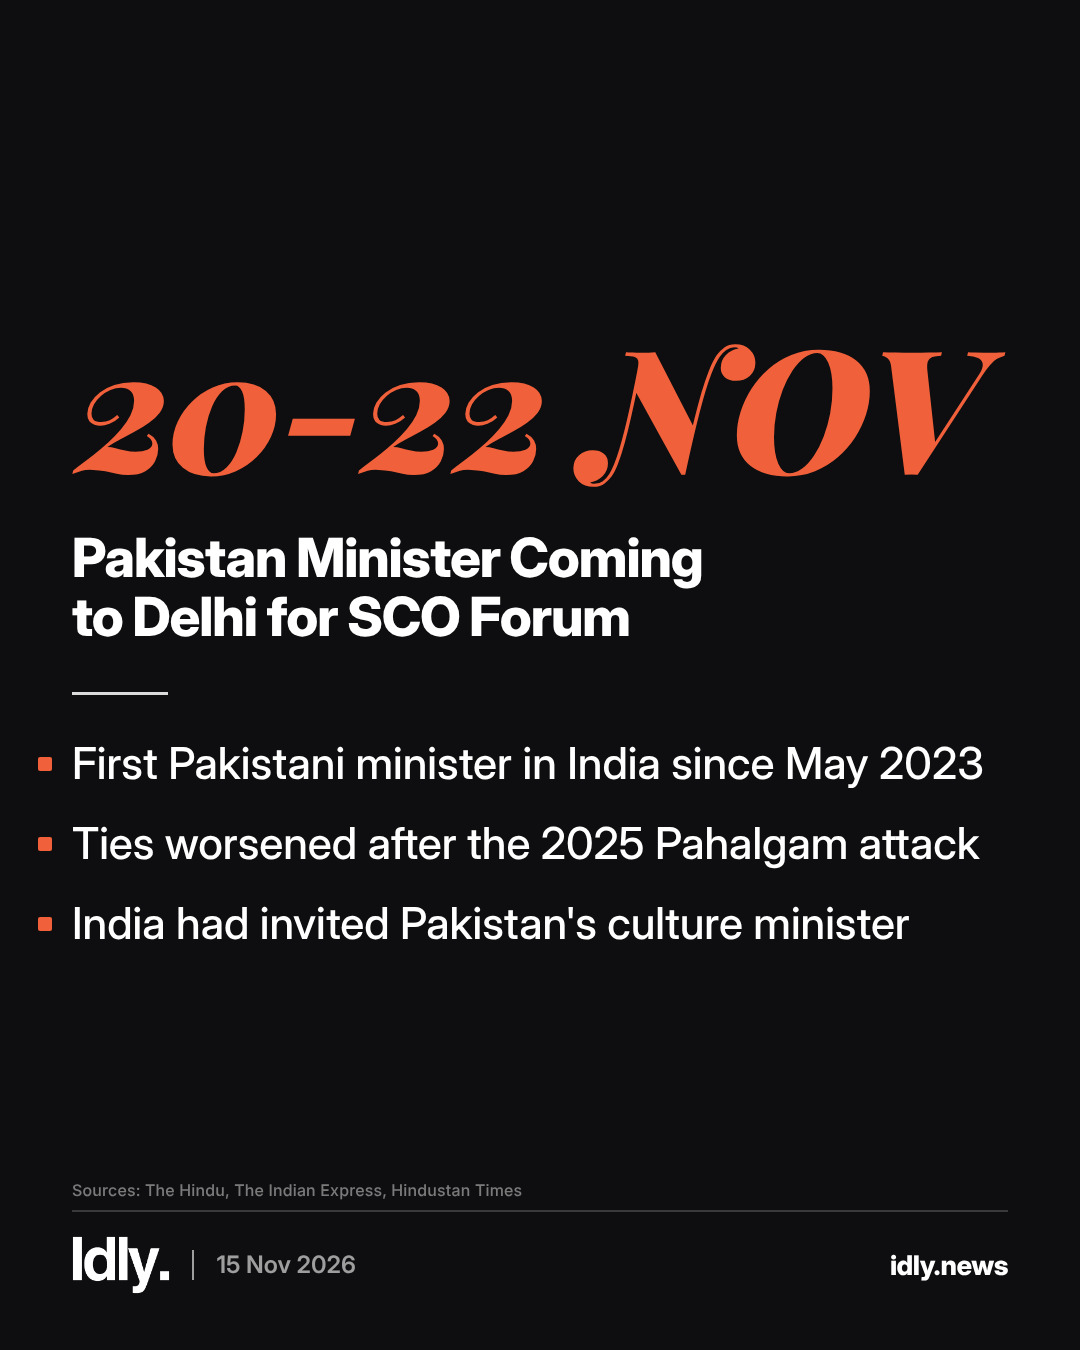 20–22 NOV
Pakistan Minister Coming
to Delhi for SCO Forum
First Pakistani minister in India since May 2023
Ties worsened after the 2025 Pahalgam attack
India had invited Pakistan's culture minister
Sources: The Hindu, The Indian Express, Hindustan Times
Idly. | 15 Nov 2026
idly.news